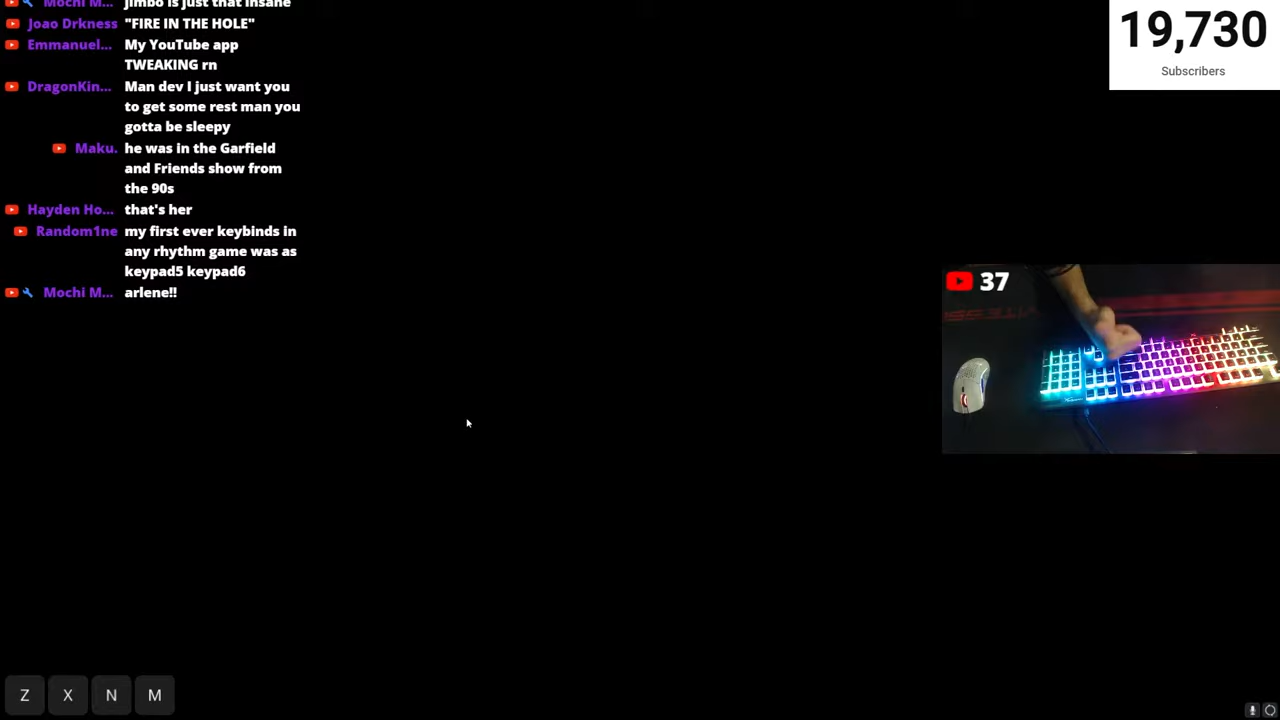 Mochi M... jimbo is just that insane
Joao Drkness "FIRE IN THE HOLE"
Emmanuel... My YouTube app
TWEAKING rn
DragonKin... Man dev I just want you
to get some rest man you
gotta be sleepy
Maku. he was in the Garfield
and Friends show from
the 90s
Hayden Ho... that's her
Random1ne my first ever keybinds in
any rhythm game was as
keypad5 keypad6
Mochi M... arlene!!
19,730
Subscribers
37
Z X N M